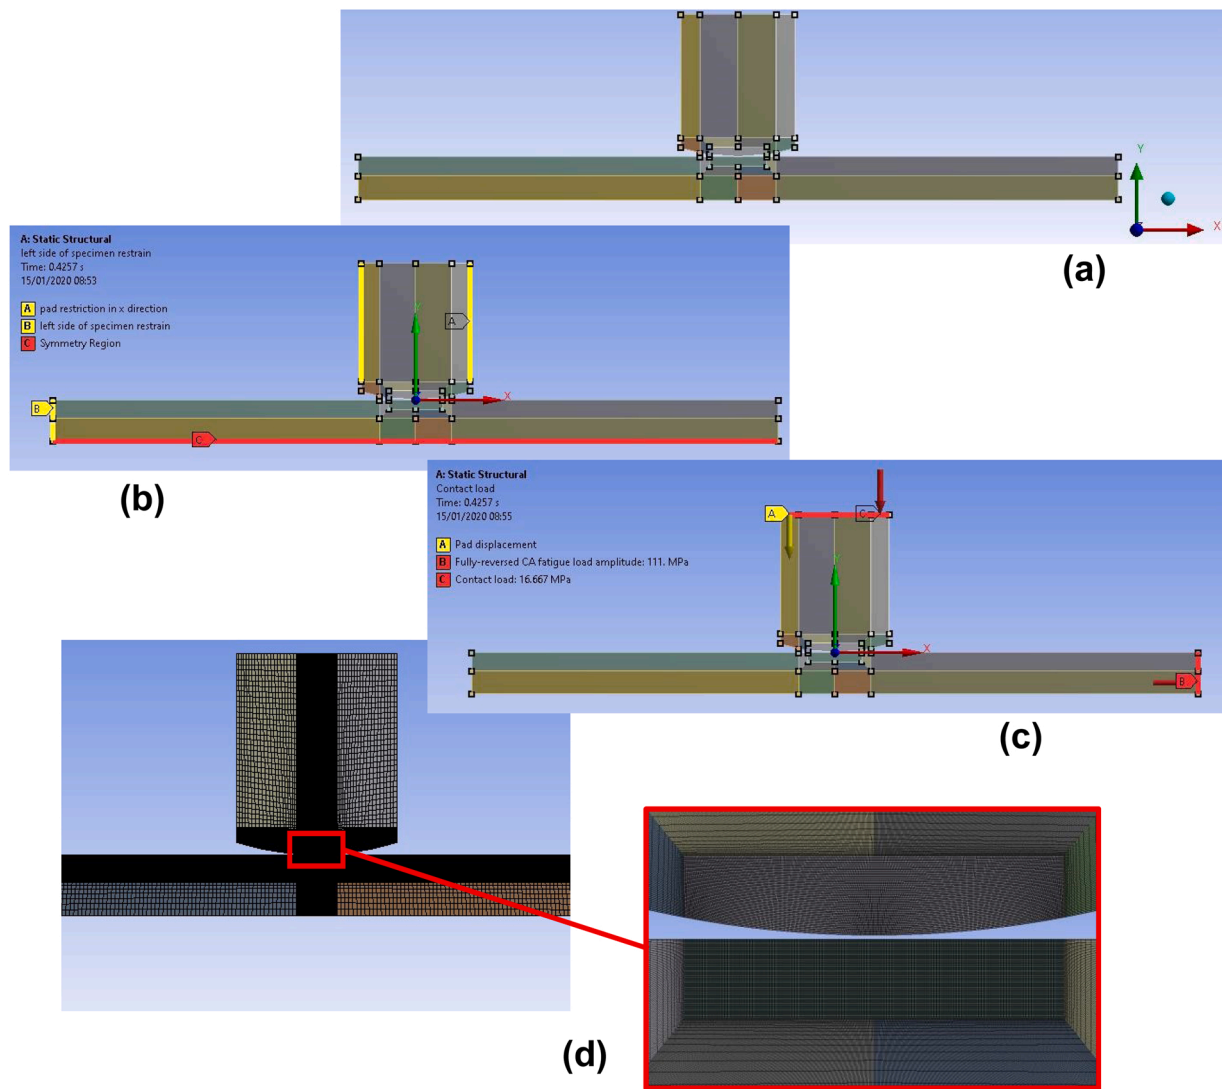 Y
X
(a)
A: Static Structural
left side of specimen restrain
Time: 0.4257 s
15/01/2020 08:53
A pad restriction in x direction
B left side of specimen restrain
C Symmetry Region
A
Y
X
B
C
(b)
A: Static Structural
Contact load
Time: 0.4257 s
15/01/2020 08:55
A Pad displacement
B Fully-reversed CA fatigue load amplitude: 111. MPa
C Contact load: 16.667 MPa
A
C
Y
X
B
(c)
(d)